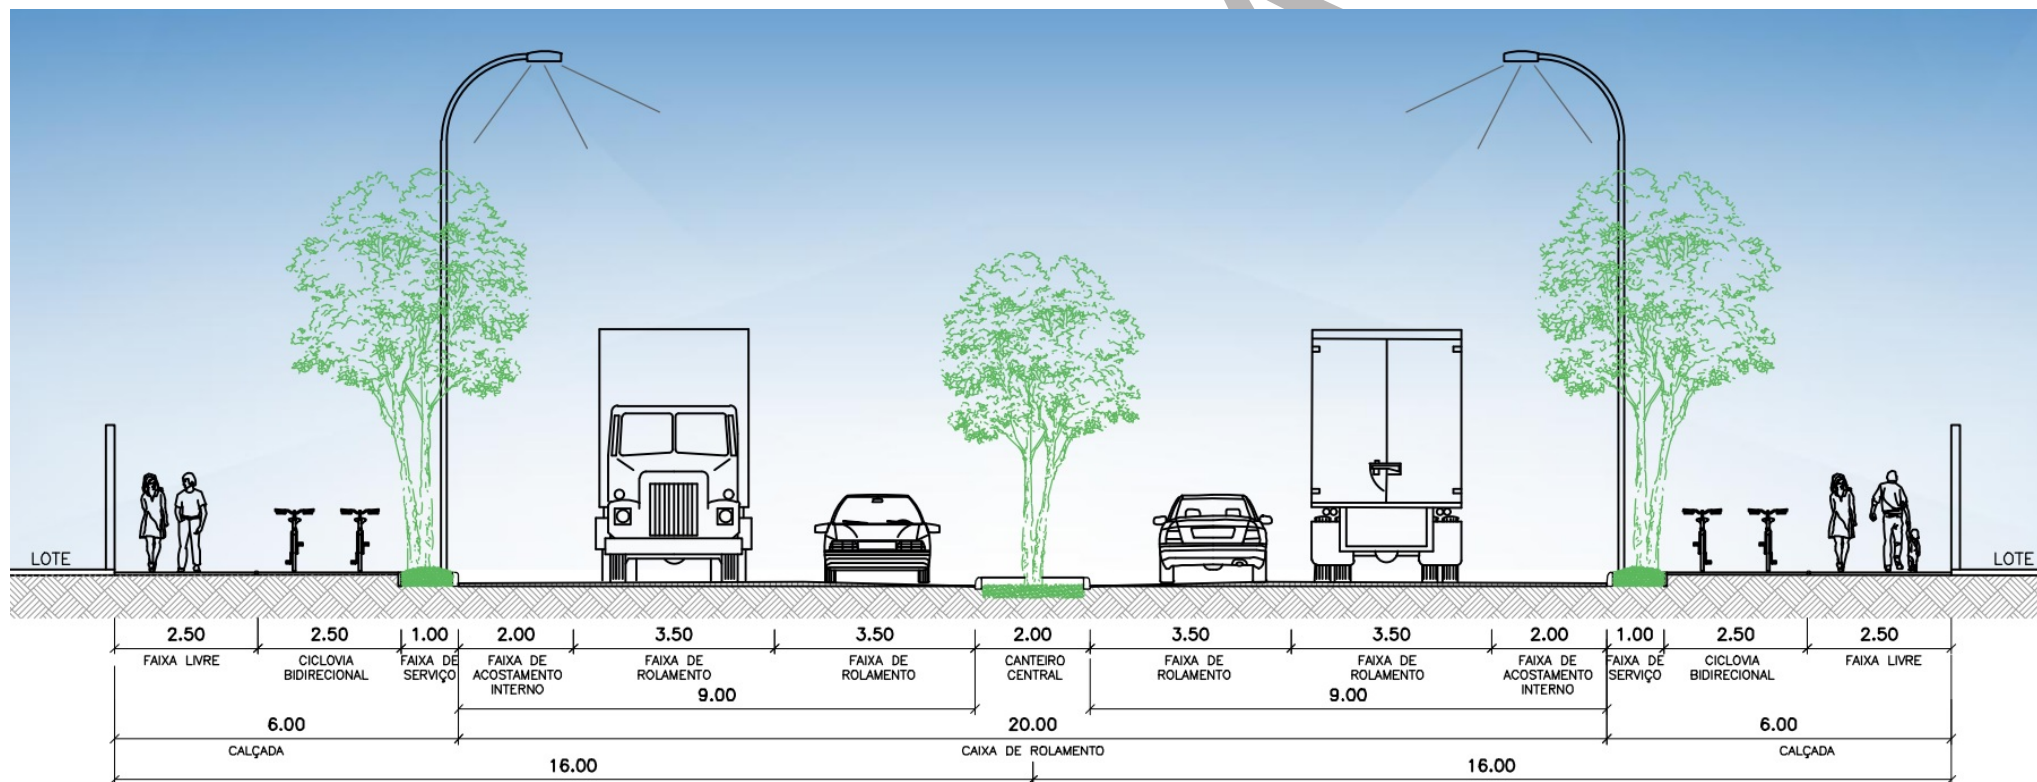 LOTE
LOTE
2.50 2.50 1.00 2.00 3.50 3.50 2.00 3.50 3.50 2.00 1.00 2.50 2.50
FAIXA LIVRE CICLOVIA FAIXA DE FAIXA DE FAIXA DE FAIXA DE CANTEIRO FAIXA DE FAIXA DE FAIXA DE FAIXA DE CICLOVIA FAIXA LIVRE
BIDIRECIONAL SERVIÇO ACOSTAMENTO ROLAMENTO ROLAMENTO CENTRAL ROLAMENTO ROLAMENTO ACOSTAMENTO SERVIÇO BIDIRECIONAL
INTERNO INTERNO
9.00 9.00
6.00 20.00 6.00
CALÇADA CAIXA DE ROLAMENTO CALÇADA
16.00 16.00